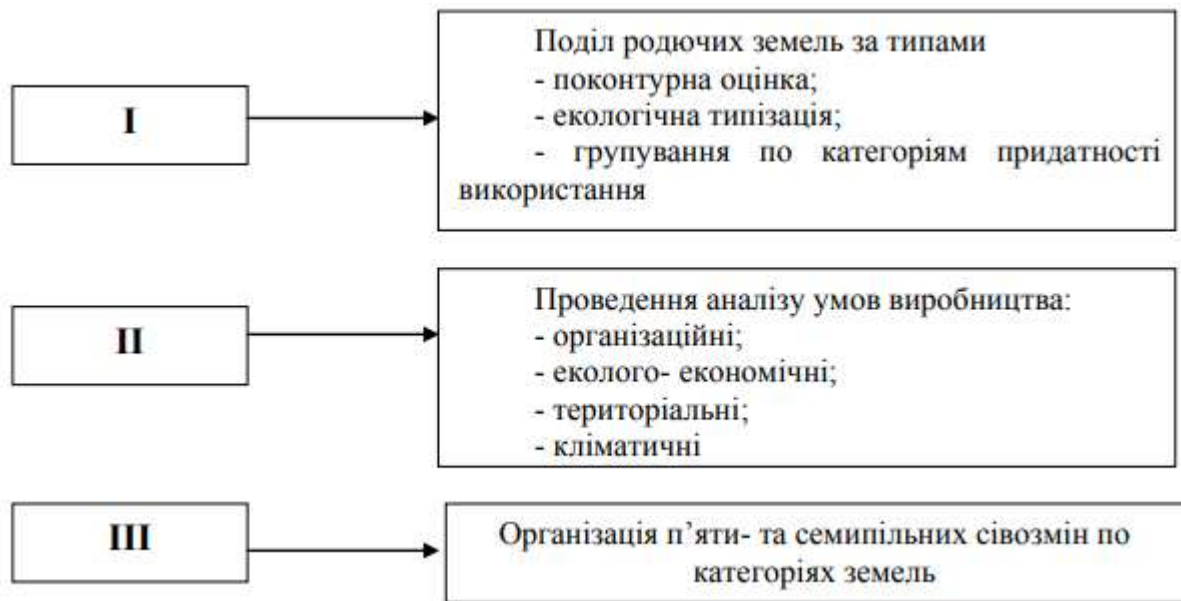 I
Поділ родючих земель за типами
- поконтурна оцінка;
- екологічна типізація;
- групування по категоріям придатності
використання
II
Проведення аналізу умов виробництва:
- організаційні;
- еколого- економічні;
- територіальні;
- кліматичні
III
Організація п’яти- та семипільних сівозмін по
категоріях земель